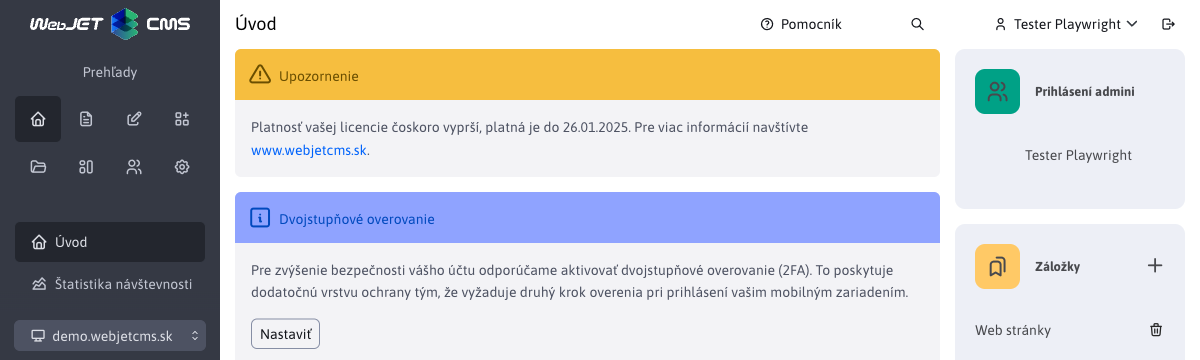 WebJET CMS
Prehľady
Úvod
Štatistika návštevnosti
demo.webjetcms.sk
Úvod
Pomocník
Tester Playwright
Upozornenie
Platnosť vašej licencie čoskoro vyprší, platná je do 26.01.2025. Pre viac informácií navštívte
www.webjetcms.sk.
Dvojstupňové overovanie
Pre zvýšenie bezpečnosti vášho účtu odporúčame aktivovať dvojstupňové overovanie (2FA). To poskytuje
dodatočnú vrstvu ochrany tým, že vyžaduje druhý krok overenia pri prihlásení vašim mobilným zariadením.
Nastaviť
Prihlásení admini
Tester Playwright
Záložky
Web stránky